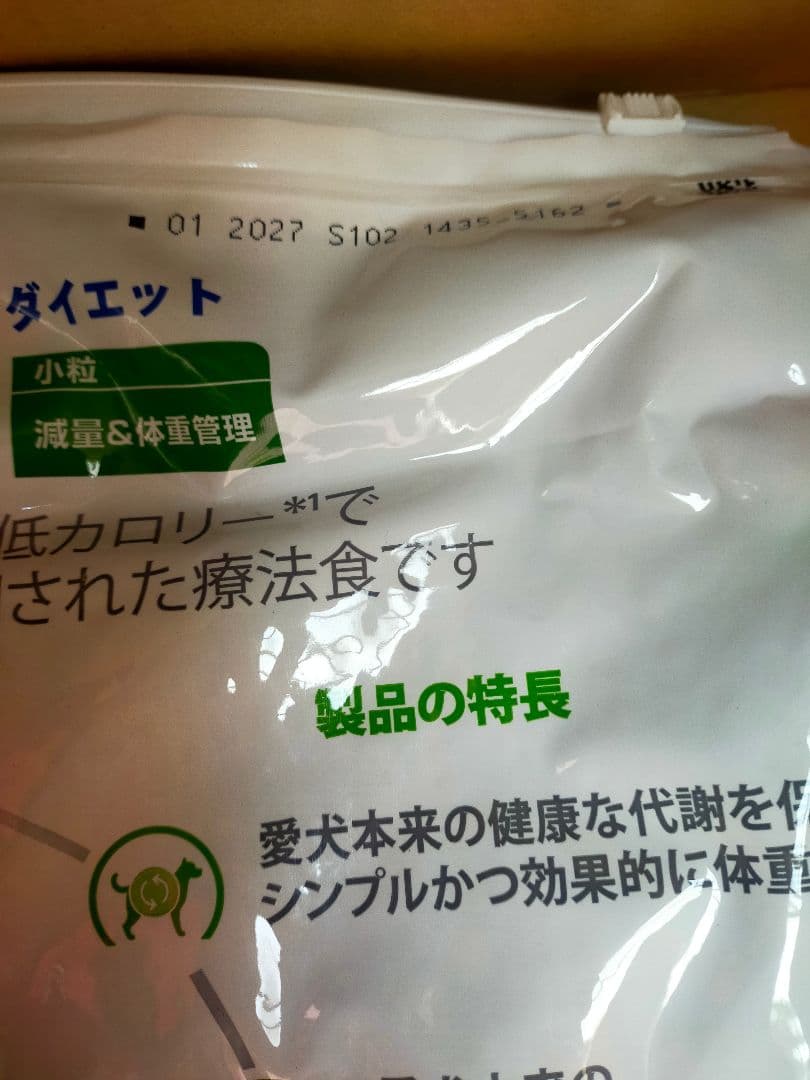 01 2027 S102 1435-5162
ダイエット
小粒
減量&体重管理
低カロリー*1で
された療法食です
製品の特長
愛犬本来の健康な代謝を保
シンプルかつ効果的に体重